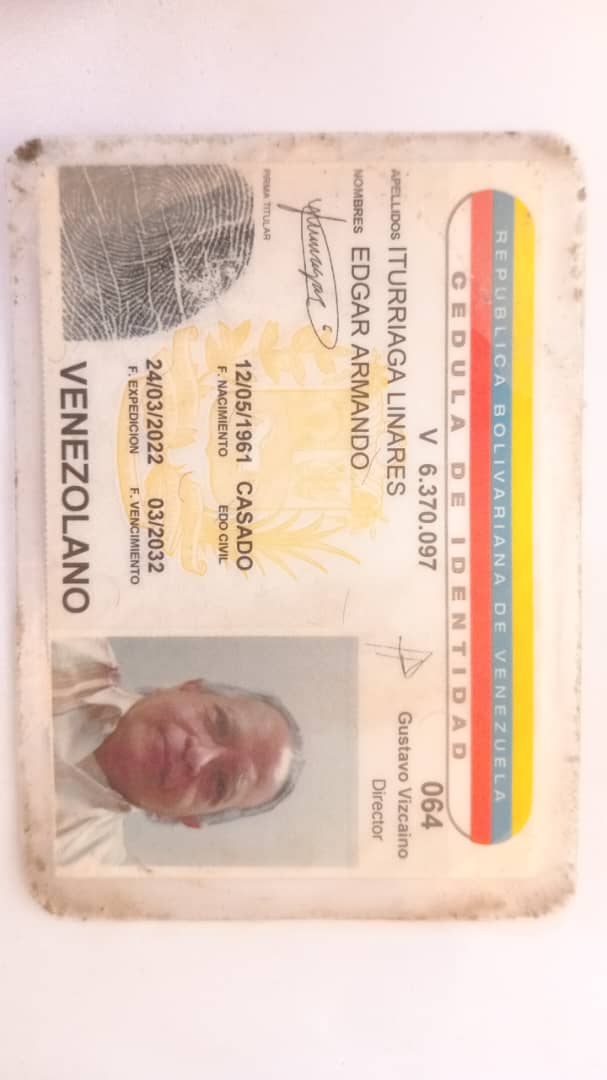 REPUBLICA BOLIVARIANA DE VENEZUELA
CEDULA DE IDENTIDAD
V 6.370.097
064
Gustavo Vizcaino
Director
APELLIDOS ITURRIAGA LINARES
NOMBRES EDGAR ARMANDO
FIRMA TITULAR
12/05/1961 CASADO
F. NACIMIENTO EDO CIVIL
24/03/2022 03/2032
F. EXPEDICION F. VENCIMIENTO
VENEZOLANO